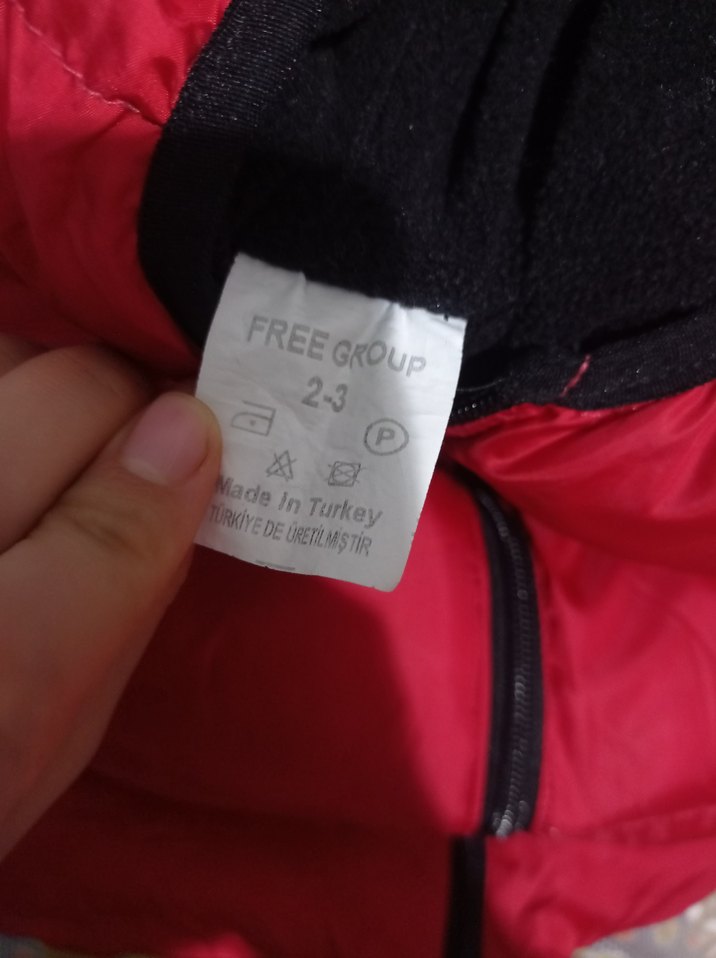 FREE GROUP
2-3
P
Made In Turkey
TÜRKİYE DE ÜRETİLMİŞTİR